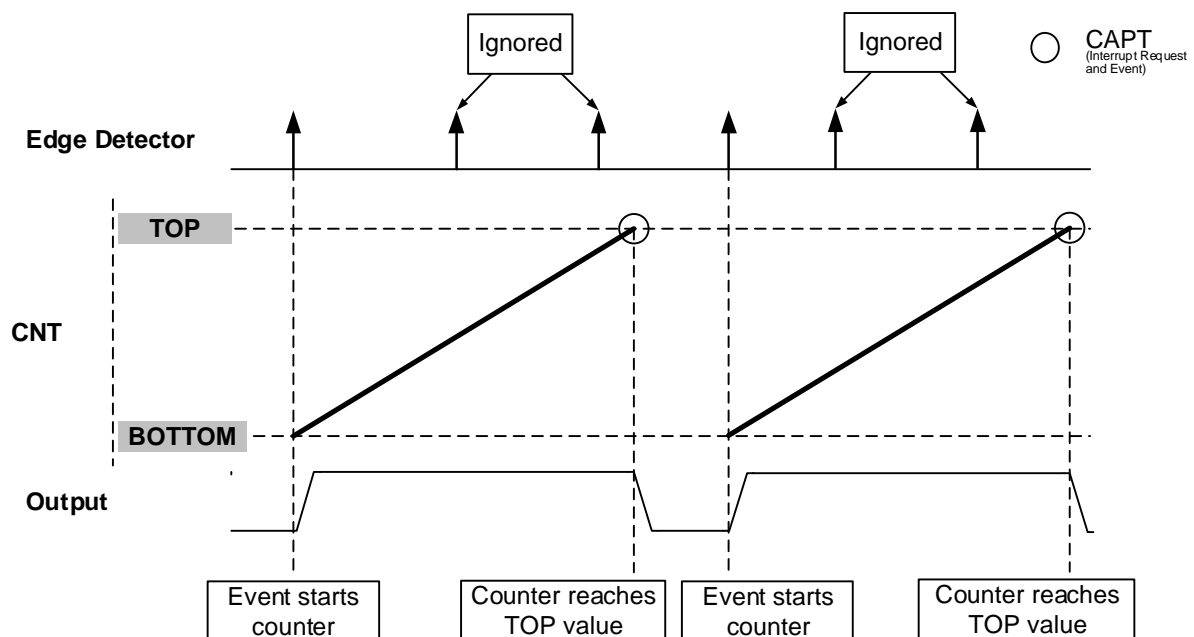 Ignored
Ignored
CAPT
(Interrupt Request
and Event)
Edge Detector
TOP
CNT
BOTTOM
Output
Event starts
counter
Counter reaches
TOP value
Event starts
counter
Counter reaches
TOP value